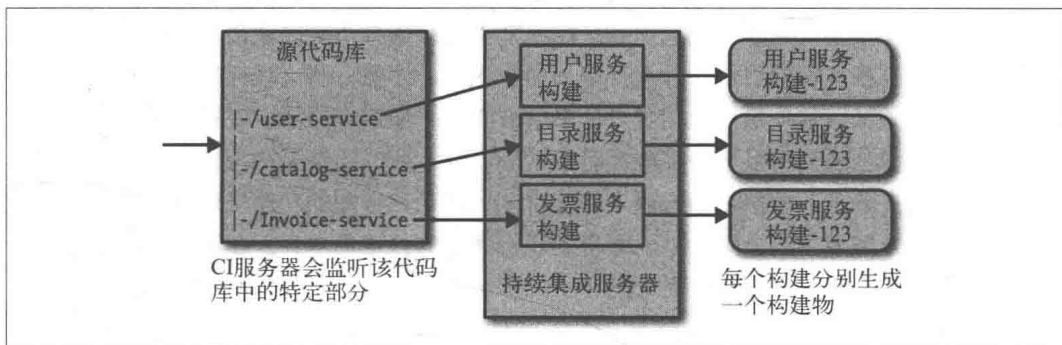 源代码库
|-/user-service
|
|-/catalog-service
|
|-/Invoice-service
CI服务器会监听该代码
库中的特定部分
用户服务
构建
目录服务
构建
发票服务
构建
持续集成服务器
用户服务
构建-123
目录服务
构建-123
发票服务
构建-123
每个构建分别生成
一个构建物